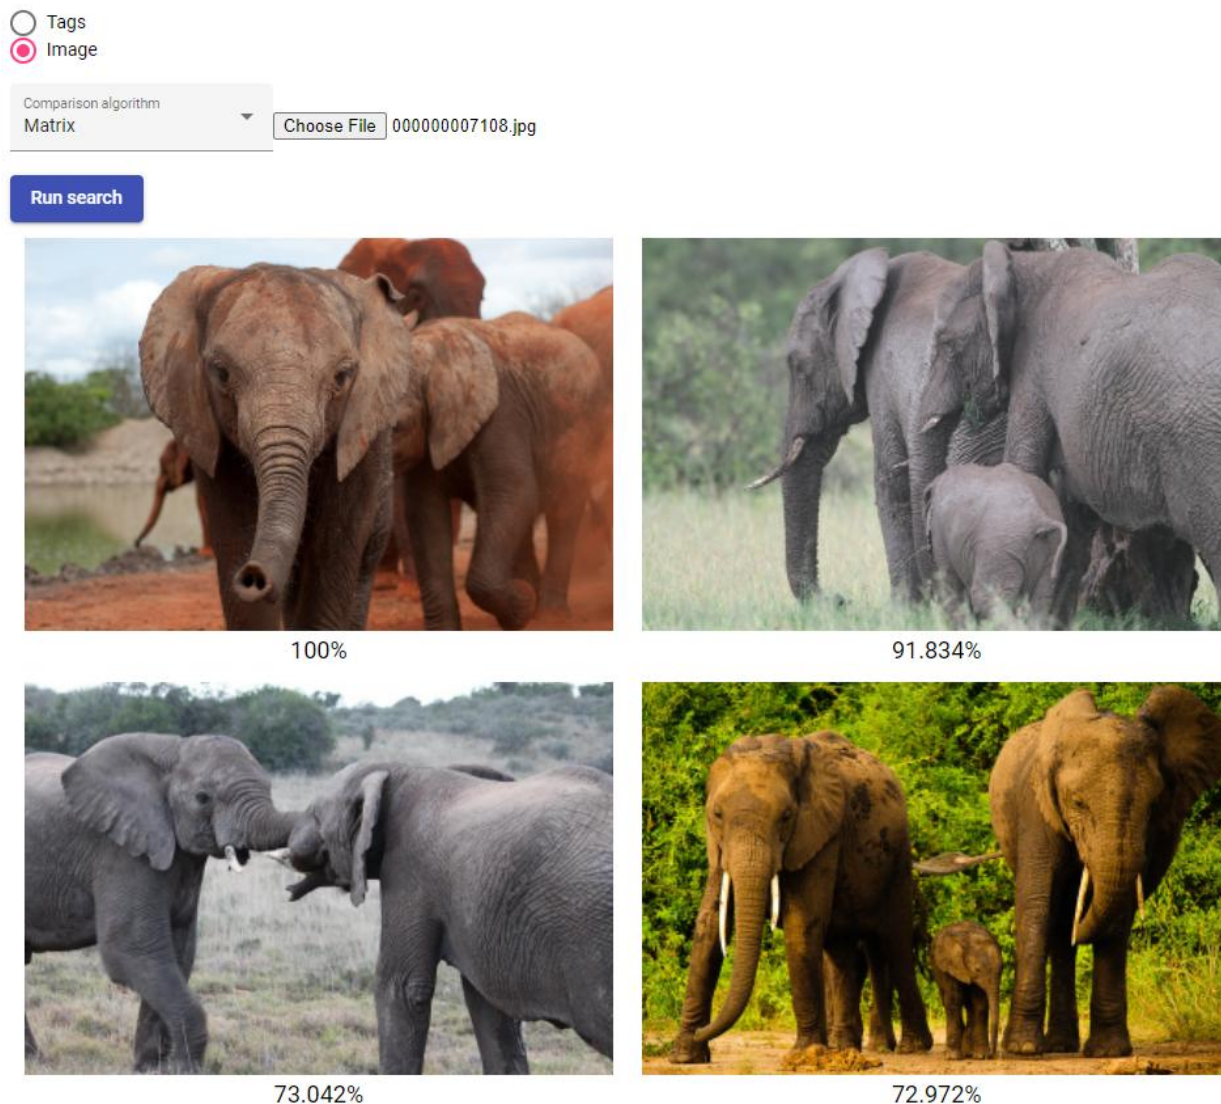 Tags
Image
Comparison algorithm
Matrix
Choose File 000000007108.jpg
Run search
100%
91.834%
73.042%
72.972%